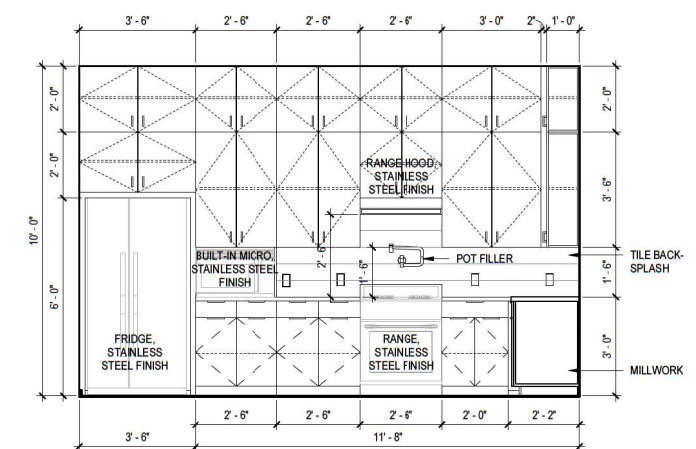 3' - 6" 2' - 6" 2' - 6" 2' - 6" 3' - 0" 2" 1' - 0"
2' - 0"
2' - 0"
6' - 0"
10' - 0"
RANGE HOOD,
STAINLESS
STEEL FINISH
BUILT-IN MICRO,
STAINLESS STEEL
FINISH
2' - 6"
1' - 6"
POT FILLER
FRIDGE,
STAINLESS
STEEL FINISH
RANGE,
STAINLESS
STEEL FINISH
2' - 0"
3' - 6"
1' - 6"
3' - 0"
TILE BACK-
SPLASH
MILLWORK
2' - 6" 2' - 6" 2' - 6" 2' - 0" 2' - 2"
3' - 6" 11' - 8"